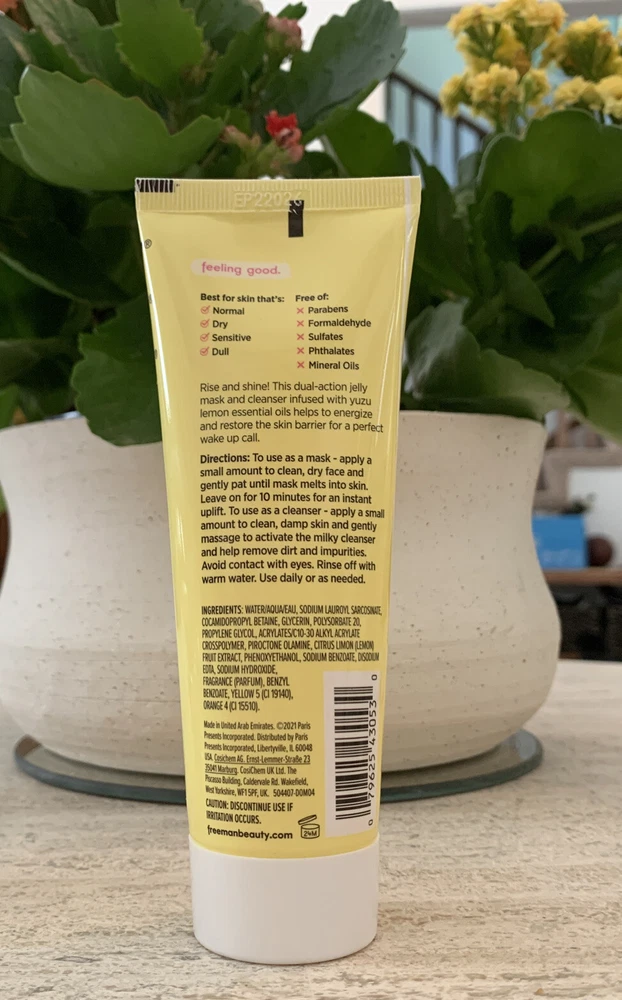 feeling good.
Best for skin that's:
Normal
Dry
Sensitive
Dull
Free of:
Parabens
Formaldehyde
Sulfates
Phthalates
Mineral Oils
Rise and shine! This dual-action jelly
mask and cleanser infused with yuzu
lemon essential oils helps to energize
and restore the skin barrier for a perfect
wake up call.
Directions: To use as a mask - apply a
small amount to clean, dry face and
gently pat until mask melts into skin.
Leave on for 10 minutes for an instant
uplift. To use as a cleanser - apply a small
amount to clean, damp skin and gently
massage to activate the milky cleanser
and help remove dirt and impurities.
Avoid contact with eyes. Rinse off with
warm water. Use daily or as needed.
INGREDIENTS: WATER/AQUA/EAU, SODIUM LAUROYL SARCOSINATE,
COCAMIDOPROPYL BETAINE, GLYCERIN, POLYSORBATE 20,
PROPYLENE GLYCOL, ACRYLATES/C10-30 ALKYL ACRYLATE
CROSSPOLYMER, PIROCTONE OLAMINE, CITRUS LIMON (LEMON)
FRUIT EXTRACT, PHENOXYETHANOL, SODIUM BENZOATE, DISODIUM
EDTA, SODIUM HYDROXIDE,
FRAGRANCE (PARFUM), BENZYL
BENZOATE, YELLOW 5 (CI 19140),
ORANGE 4 (CI 15510).
Made in United Arab Emirates. ©2021 Paris
Presents Incorporated. Distributed by Paris
Presents Incorporated, Libertyville, IL 60048
USA. Cosichem AG. Ernst-Lemmer-Straße 23
35041 Marburg. CosiChem UK Ltd. The
Picasso Building, Caldervale Rd. Wakefield,
West Yorkshire, WF1 5PF, UK. 504407-DOM04
CAUTION: DISCONTINUE USE IF
IRRITATION OCCURS.
freemanbeauty.com
24M
0 79625 43053 0